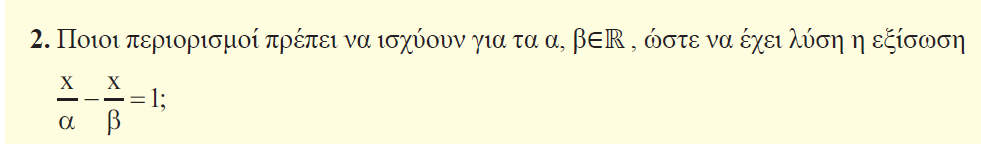 2. Ποιοι περιορισμοί πρέπει να ισχύουν για τα α, β∈ℝ , ώστε να έχει λύση η εξίσωση
x/α − x/β = 1;